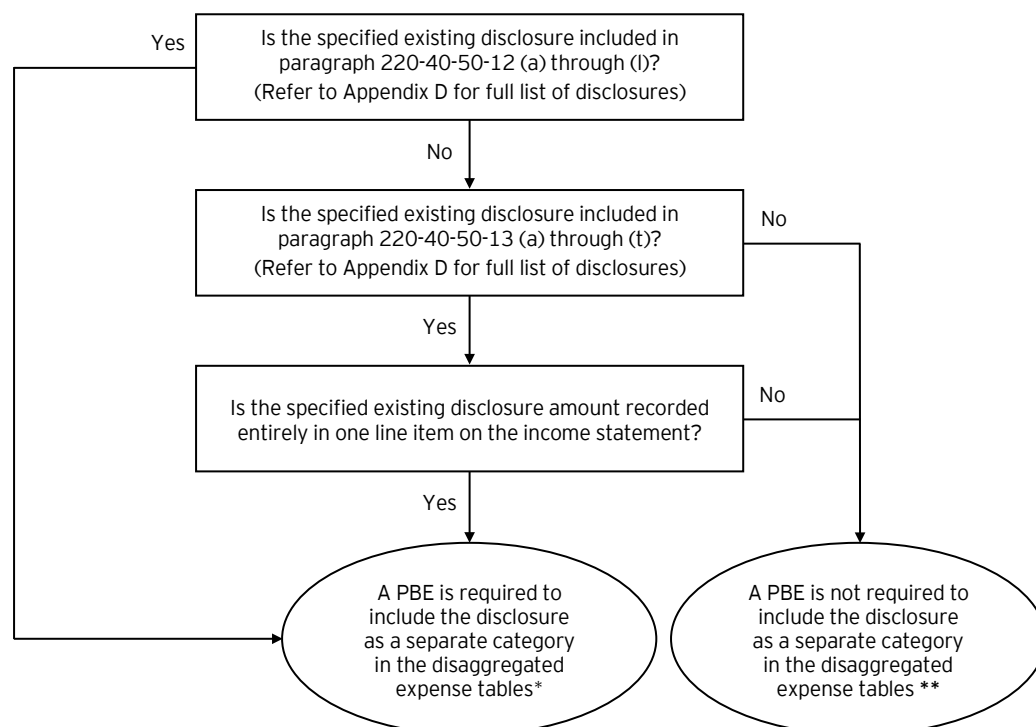 Yes
Is the specified existing disclosure included in
paragraph 220-40-50-12 (a) through (l)?
(Refer to Appendix D for full list of disclosures)
No
Is the specified existing disclosure included in
paragraph 220-40-50-13 (a) through (t)?
(Refer to Appendix D for full list of disclosures)
No
Yes
Is the specified existing disclosure amount recorded
entirely in one line item on the income statement?
No
Yes
A PBE is required to
include the disclosure
as a separate category
in the disaggregated
expense tables*
A PBE is not required to
include the disclosure
as a separate category
in the disaggregated
expense tables **